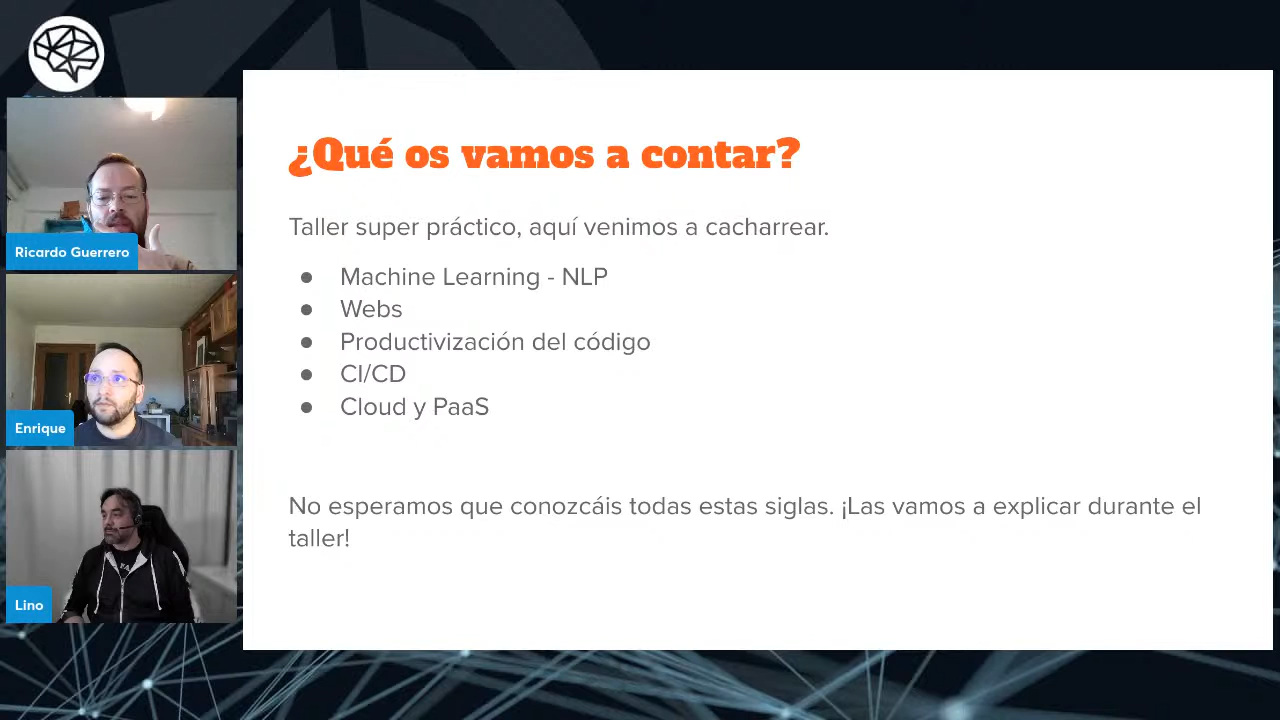 ¿Qué os vamos a contar?
Taller super práctico, aquí venimos a cacharrear.
● Machine Learning - NLP
● Webs
● Productivización del código
● CI/CD
● Cloud y PaaS
No esperamos que conozcáis todas estas siglas. ¡Las vamos a explicar durante el
taller!
Ricardo Guerrero
Enrique
Lino